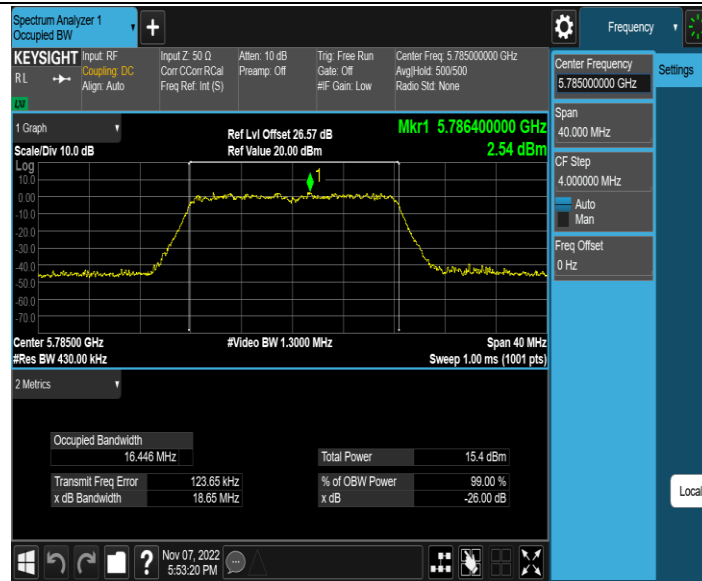 Spectrum Analyzer 1
Occupied BW
+
Frequency
KEYSIGHT
RL
LXI
Input: RF
Coupling: DC
Align: Auto
Input Z: 50 Ω
Corr CCorr RCal
Freq Ref: Int (S)
Atten: 10 dB
Preamp: Off
Trig: Free Run
Gate: Off
#IF Gain: Low
Center Freq: 5.785000000 GHz
Avg|Hold: 500/500
Radio Std: None
Center Frequency
5.785000000 GHz
Settings
Span
40.000 MHz
CF Step
4.000000 MHz
Auto
Man
Freq Offset
0 Hz
Local
1 Graph
Scale/Div 10.0 dB
Ref Lvl Offset 26.57 dB
Ref Value 20.00 dBm
Mkr1 5.786400000 GHz
2.54 dBm
Log
10.0
0.00
-10.0
-20.0
-30.0
-40.0
-50.0
-60.0
-70.0
1
Center 5.78500 GHz
#Res BW 430.00 kHz
#Video BW 1.3000 MHz
Span 40 MHz
Sweep 1.00 ms (1001 pts)
2 Metrics
Occupied Bandwidth
16.446 MHz
Transmit Freq Error 123.65 kHz
x dB Bandwidth 18.65 MHz
Total Power 15.4 dBm
% of OBW Power 99.00 %
x dB -26.00 dB
?
Nov 07, 2022
5:53:20 PM